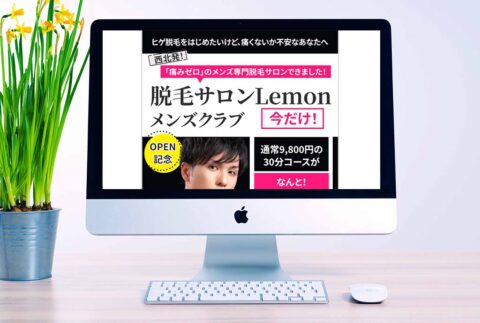 ヒゲ脱毛をはじめたいけど、痛くないか不安なあなたへ
西北発!
「痛みゼロ」のメンズ専門脱毛サロンできました!
脱毛サロンLemon
メンズクラブ
今だけ!
OPEN
記念
通常9,800円の
30分コースが
なんと!